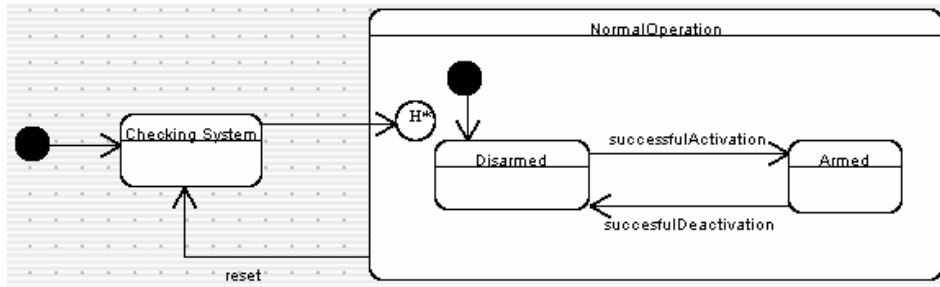 NormalOperation
Checking System
H*
successfulActivation
Disarmed
Armed
succesfulDeactivation
reset